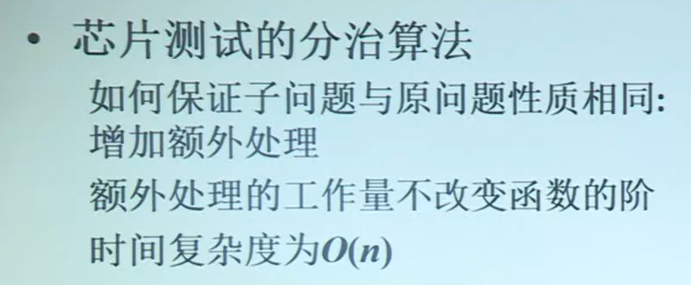 • 芯片测试的分治算法
如何保证子问题与原问题性质相同:
增加额外处理
额外处理的工作量不改变函数的阶
时间复杂度为O(n)